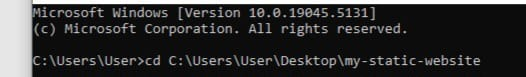 Microsoft Windows [Version 10.0.19045.5131]
(c) Microsoft Corporation. All rights reserved.
C:\Users\User>cd C:\Users\User\Desktop\my-static-website